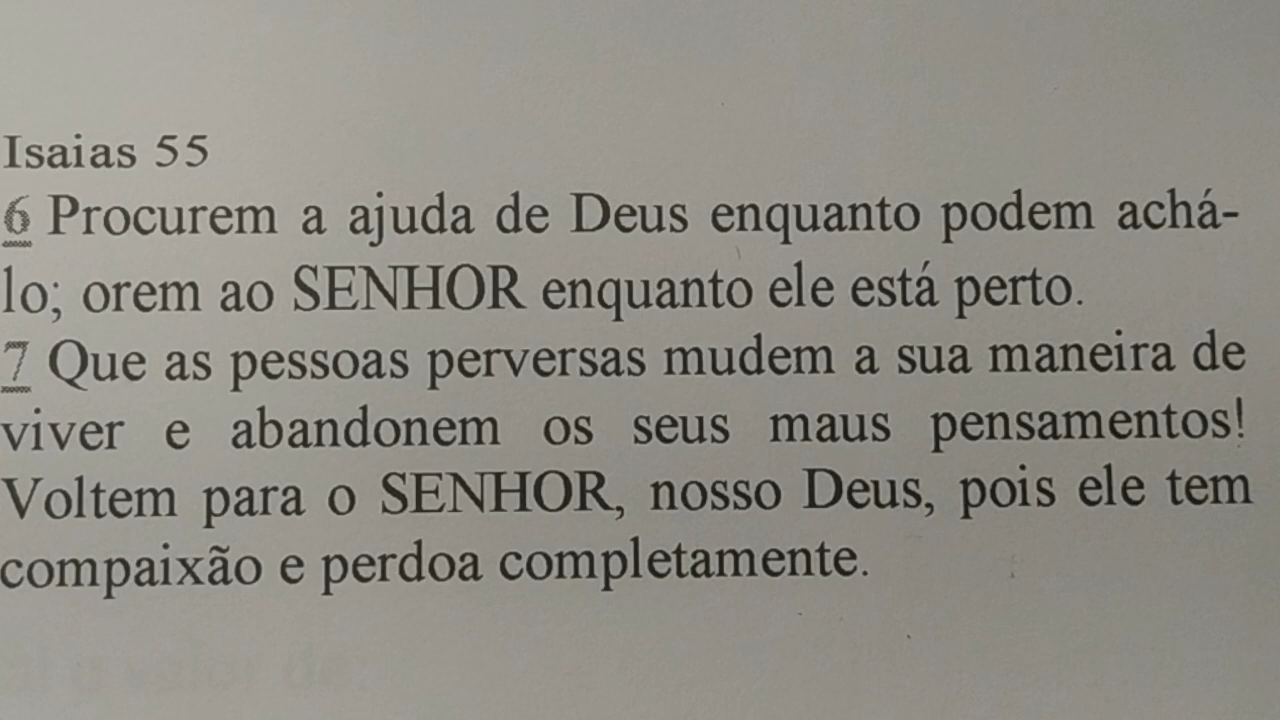 Isaias 55
6 Procurem a ajuda de Deus enquanto podem achá-
lo; orem ao SENHOR enquanto ele está perto.
7 Que as pessoas perversas mudem a sua maneira de
viver e abandonem os seus maus pensamentos!
Voltem para o SENHOR, nosso Deus, pois ele tem
compaixão e perdoa completamente.